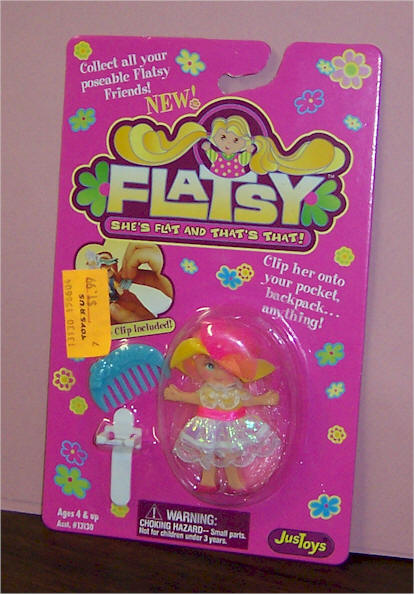 Collect all your
poseable Flatsy
Friends!
NEW!
JusToys
FLATSY™
SHE'S FLAT AND THAT'S THAT!
Clip her onto
your pocket,
backpack...
anything!
Clip Included!
$1.99
TOYS R US
Ages 4 & up
Asst. #13130
WARNING:
CHOKING HAZARD-- Small parts.
Not for children under 3 years.
JusToys